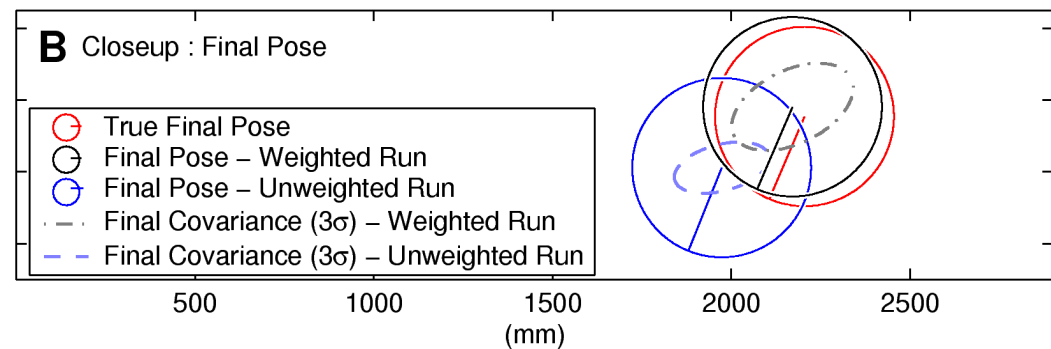 B Closeup : Final Pose
True Final Pose
Final Pose – Weighted Run
Final Pose – Unweighted Run
Final Covariance (3σ) – Weighted Run
Final Covariance (3σ) – Unweighted Run
500 1000 1500 2000 2500
(mm)